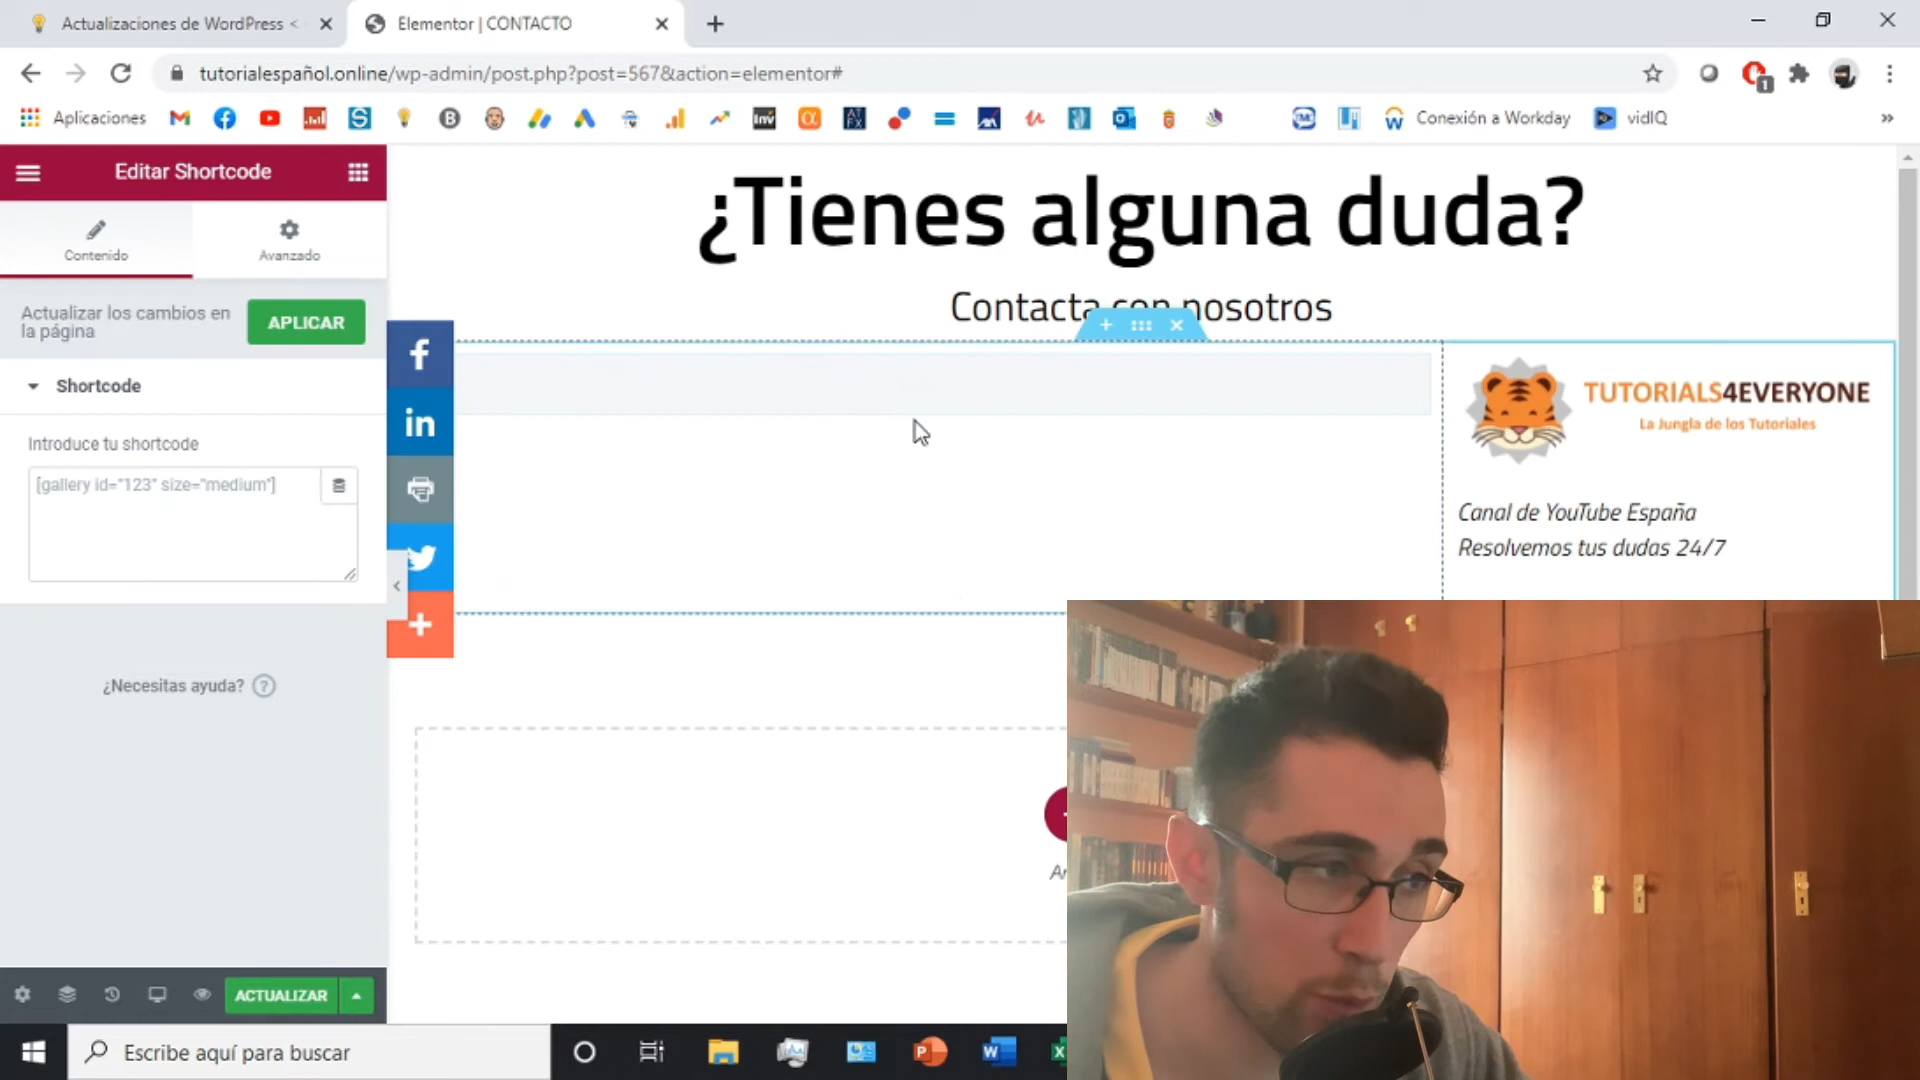 Actualizaciones de WordPress <
Elementor | CONTACTO
tutorialespañol.online/wp-admin/post.php?post=567&action=elementor#
1
Aplicaciones
Inv
Conexión a Workday
vidIQ
»
Editar Shortcode
Contenido
Avanzado
Actualizar los cambios en
la página
APLICAR
Shortcode
Introduce tu shortcode
[gallery id="123" size="medium"]
¿Necesitas ayuda?
ACTUALIZAR
¿Tienes alguna duda?
Contacta con nosotros
TUTORIALS4EVERYONE
La Jungla de los Tutoriales
Canal de YouTube España
Resolvemos tus dudas 24/7
Escribe aquí para buscar